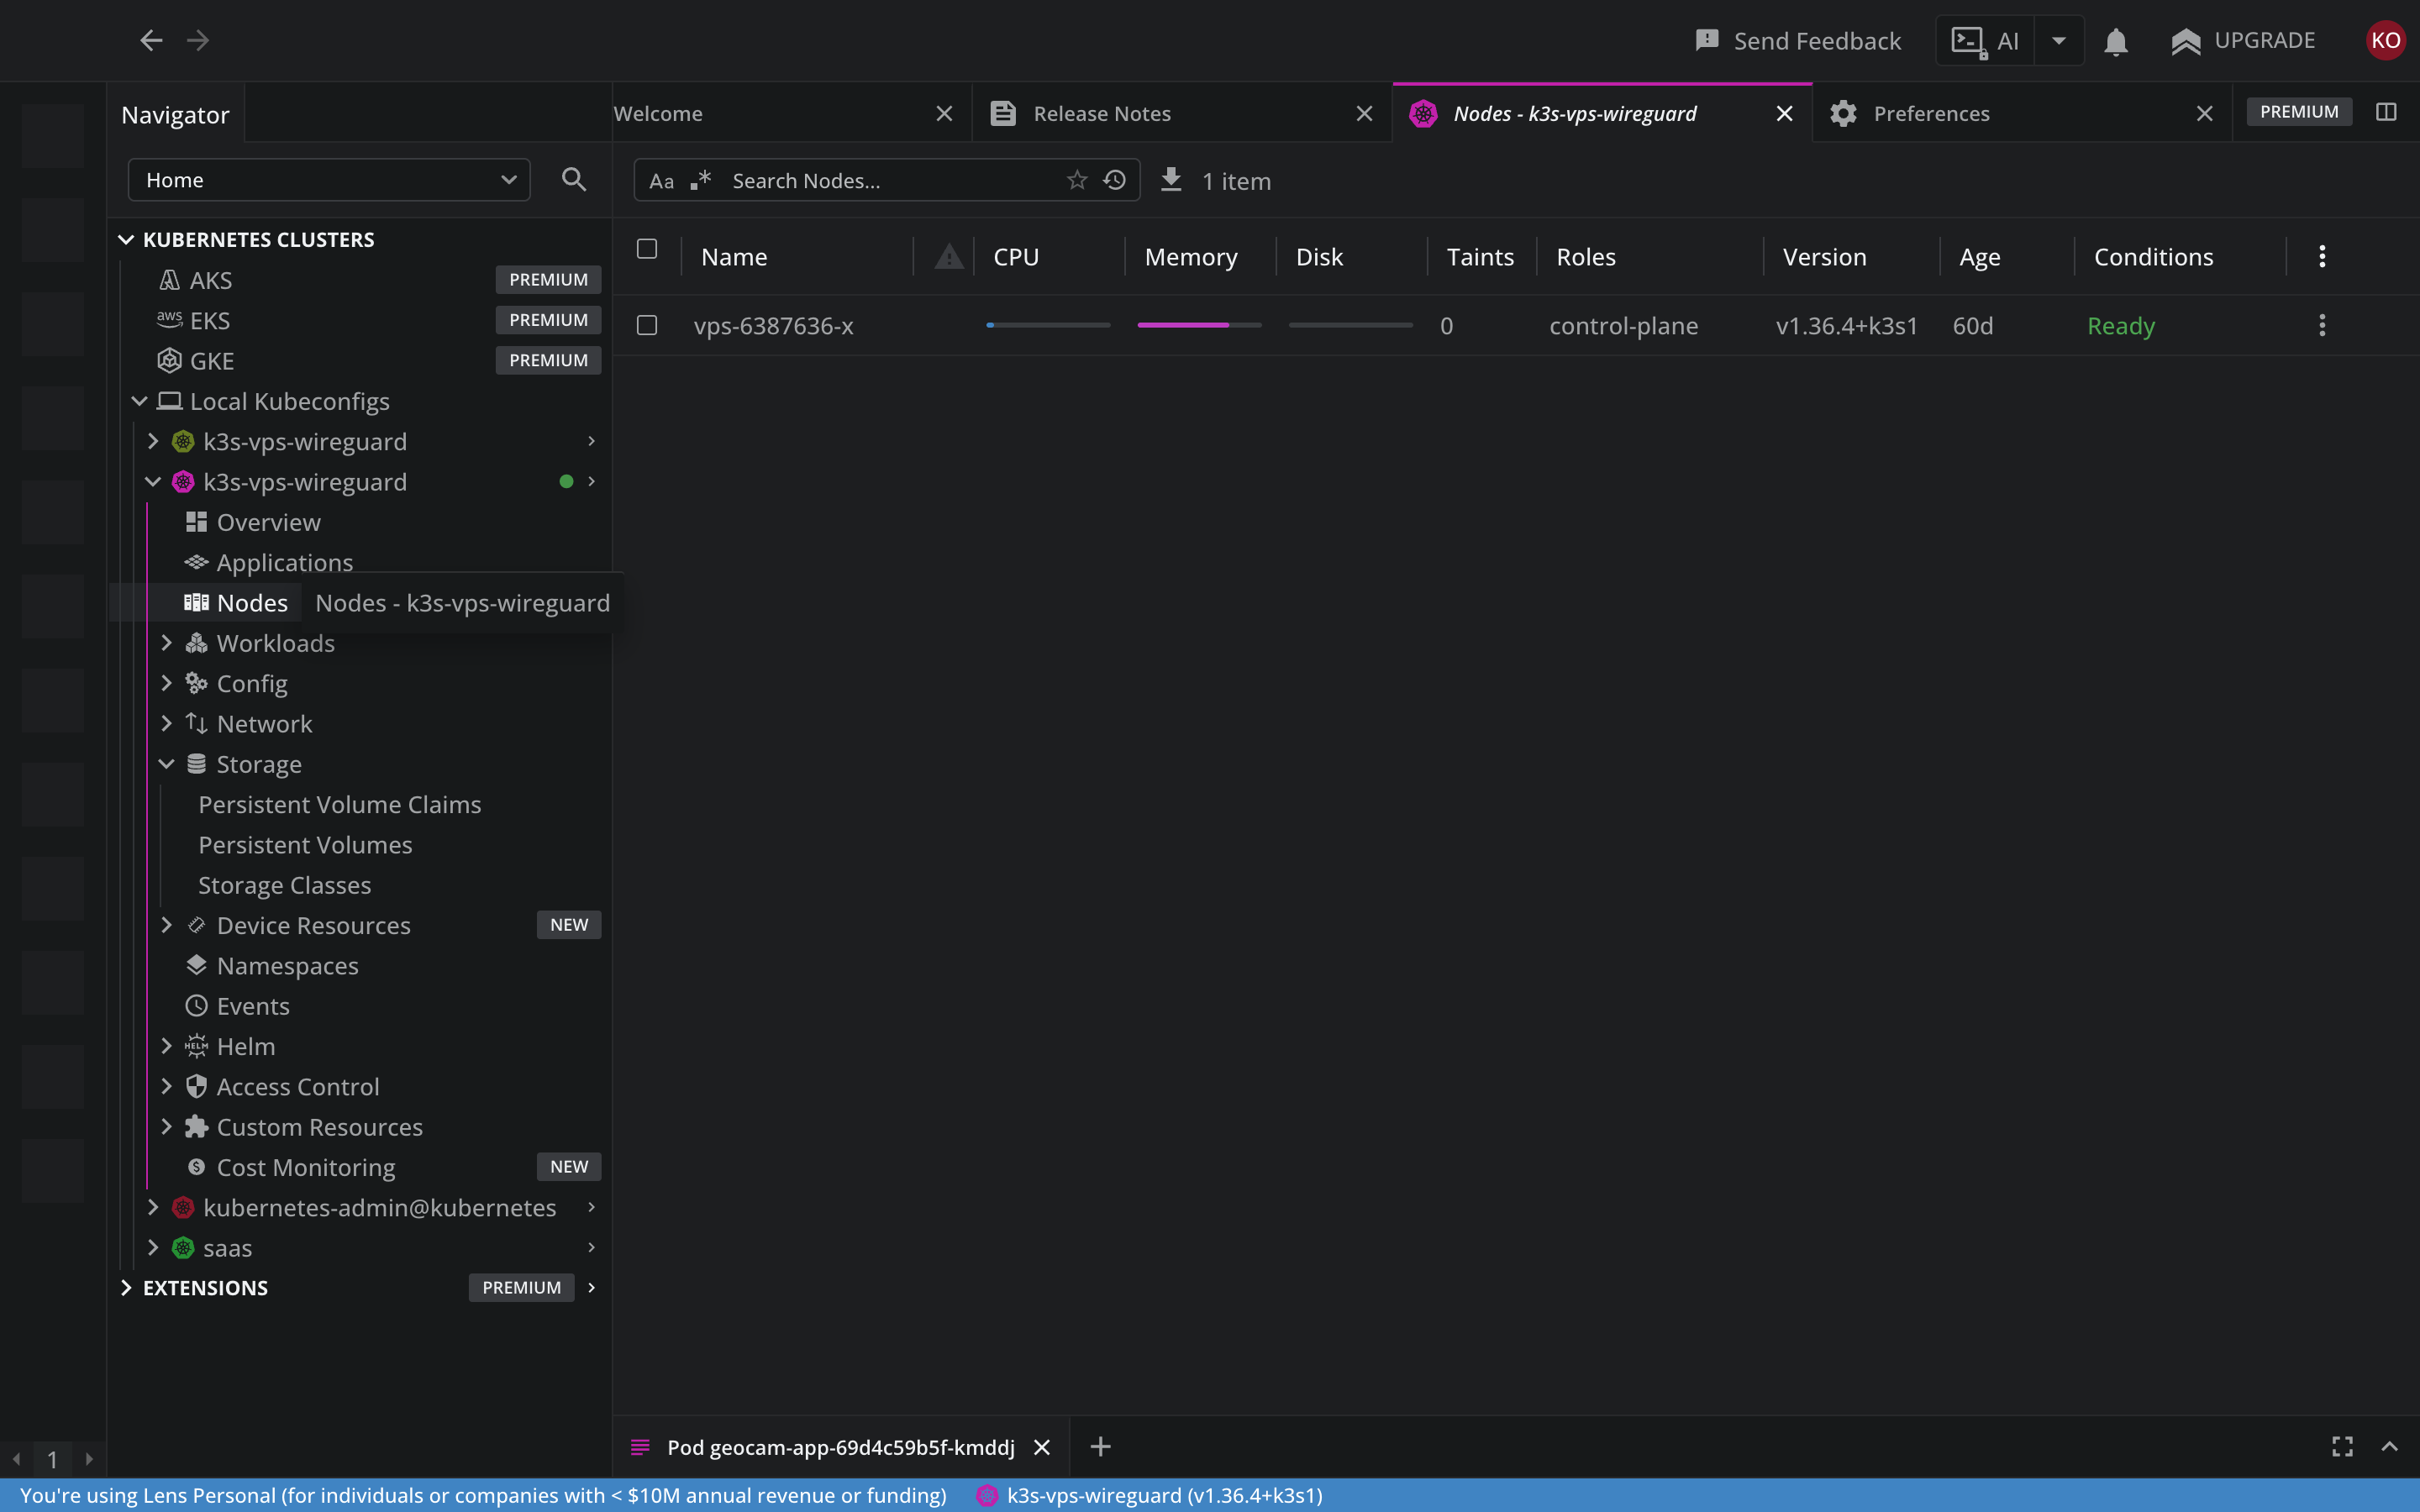 Send Feedback
AI
UPGRADE
KO
Navigator
Welcome
Release Notes
Nodes - k3s-vps-wireguard
Preferences
PREMIUM
Home
Aa .* Search Nodes...
1 item
KUBERNETES CLUSTERS
AKS PREMIUM
aws EKS PREMIUM
GKE PREMIUM
Local Kubeconfigs
k3s-vps-wireguard
k3s-vps-wireguard
Overview
Applications
Nodes
Nodes - k3s-vps-wireguard
Workloads
Config
Network
Storage
Persistent Volume Claims
Persistent Volumes
Storage Classes
Device Resources NEW
Namespaces
Events
HELM Helm
Access Control
Custom Resources
Cost Monitoring NEW
kubernetes-admin@kubernetes
saas
EXTENSIONS PREMIUM
Name CPU Memory Disk Taints Roles Version Age Conditions
vps-6387636-x 0 control-plane v1.36.4+k3s1 60d Ready
Pod geocam-app-69d4c59b5f-kmddj
1
You're using Lens Personal (for individuals or companies with < $10M annual revenue or funding)
k3s-vps-wireguard (v1.36.4+k3s1)